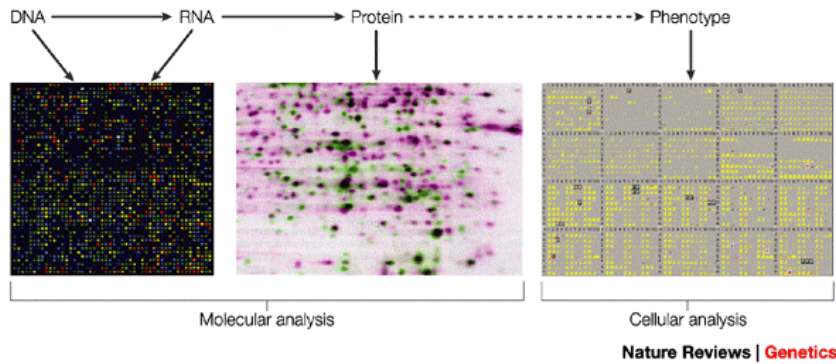 DNA RNA Protein Phenotype
Molecular analysis Cellular analysis
Nature Reviews | Genetics